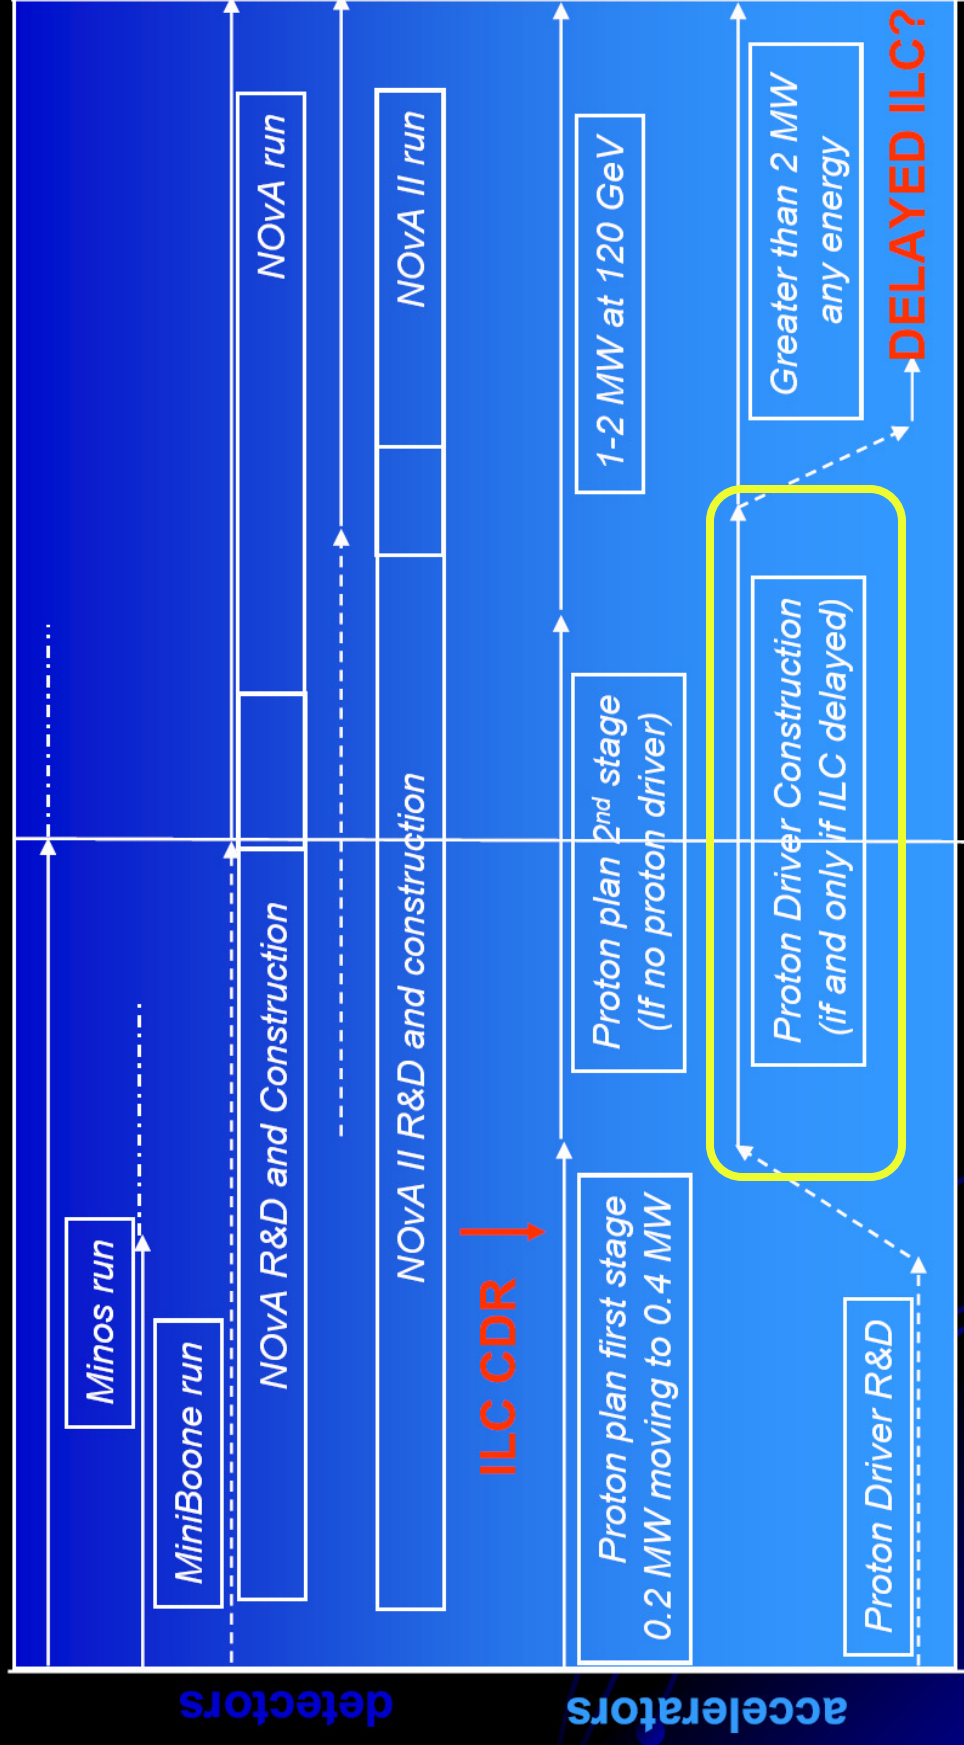 detectors
Minos run
MiniBoone run
NOvA R&D and Construction
NOvA run
NOvA II R&D and construction
NOvA II run
ILC CDR
accelerators
Proton plan first stage
0.2 MW moving to 0.4 MW
Proton plan 2nd stage
(If no proton driver)
1-2 MW at 120 GeV
Proton Driver R&D
Proton Driver Construction
(if and only if ILC delayed)
Greater than 2 MW
any energy
DELAYED ILC?